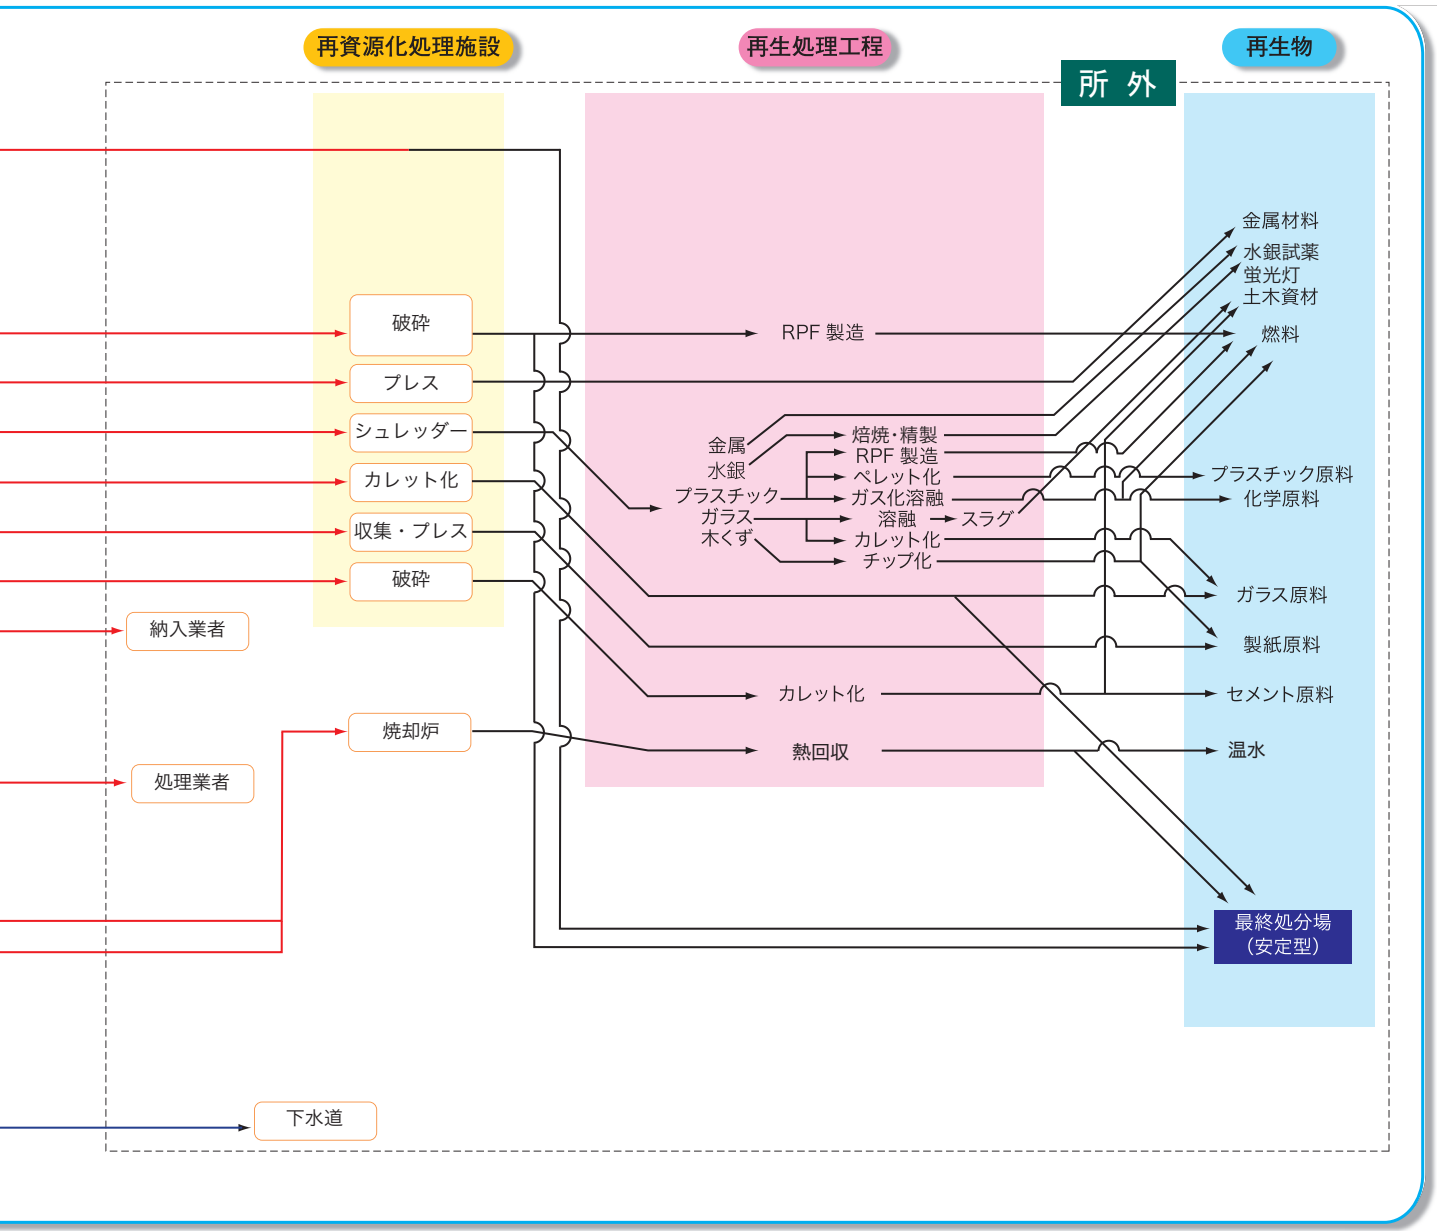 再資源化処理施設
再生処理工程
再生物
所外
破砕
プレス
シュレッダー
カレット化
収集・プレス
破砕
納入業者
焼却炉
処理業者
下水道
RPF 製造
金属
水銀
プラスチック
ガラス
木くず
焙焼・精製
RPF 製造
ペレット化
ガス化溶融
溶融
スラグ
カレット化
チップ化
カレット化
熱回収
金属材料
水銀試薬
蛍光灯
土木資材
燃料
プラスチック原料
化学原料
ガラス原料
製紙原料
セメント原料
温水
最終処分場
（安定型）